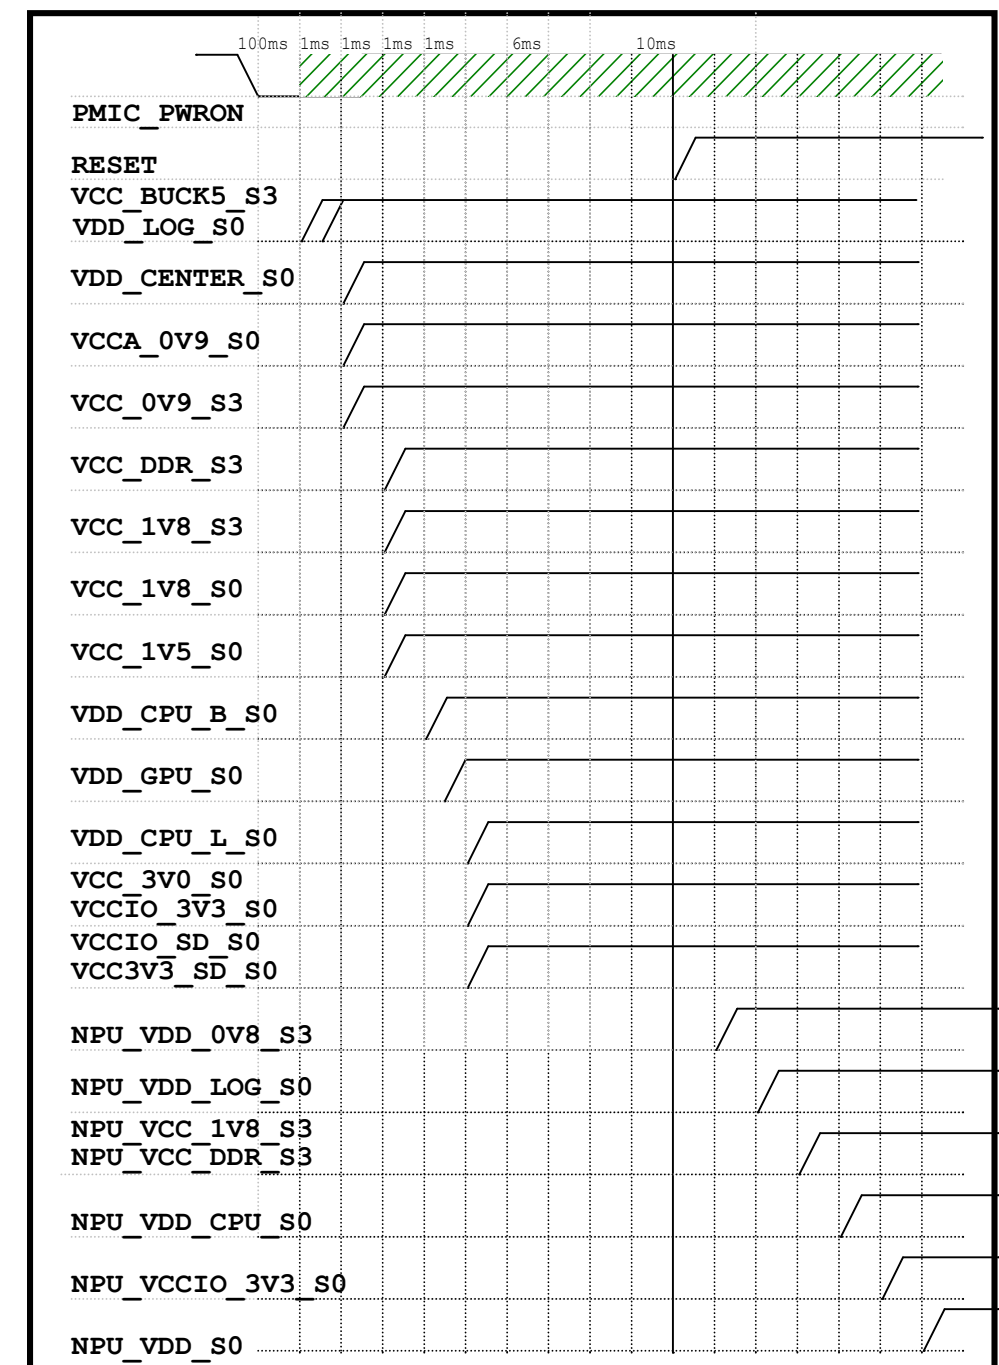 100ms 1ms 1ms 1ms 1ms 6ms 10ms
PMIC_PWRON
RESET
VCC_BUCK5_S3
VDD_LOG_S0
VDD_CENTER_S0
VCCA_0V9_S0
VCC_0V9_S3
VCC_DDR_S3
VCC_1V8_S3
VCC_1V8_S0
VCC_1V5_S0
VDD_CPU_B_S0
VDD_GPU_S0
VDD_CPU_L_S0
VCC_3V0_S0
VCCIO_3V3_S0
VCCIO_SD_S0
VCC3V3_SD_S0
NPU_VDD_0V8_S3
NPU_VDD_LOG_S0
NPU_VCC_1V8_S3
NPU_VCC_DDR_S3
NPU_VDD_CPU_S0
NPU_VCCIO_3V3_S0
NPU_VDD_S0